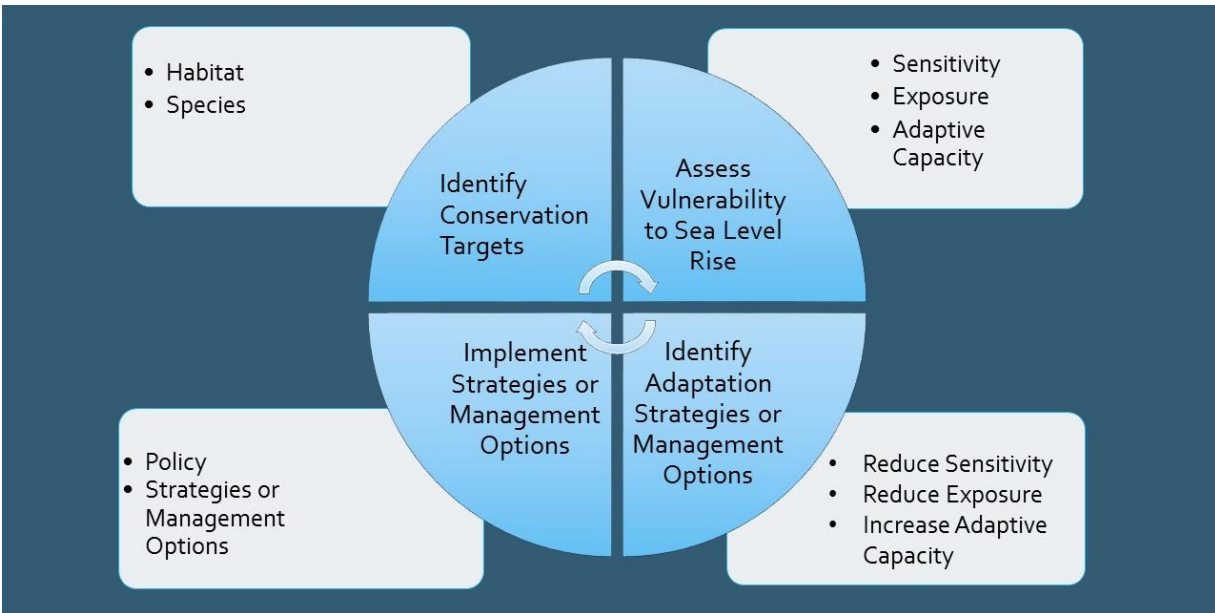 • Habitat
• Species
Identify
Conservation
Targets
Assess
Vulnerability
to Sea Level
Rise
• Sensitivity
• Exposure
• Adaptive
Capacity
• Policy
• Strategies or
Management
Options
Implement
Strategies or
Management
Options
Identify
Adaptation
Strategies or
Management
Options
• Reduce Sensitivity
• Reduce Exposure
• Increase Adaptive
Capacity